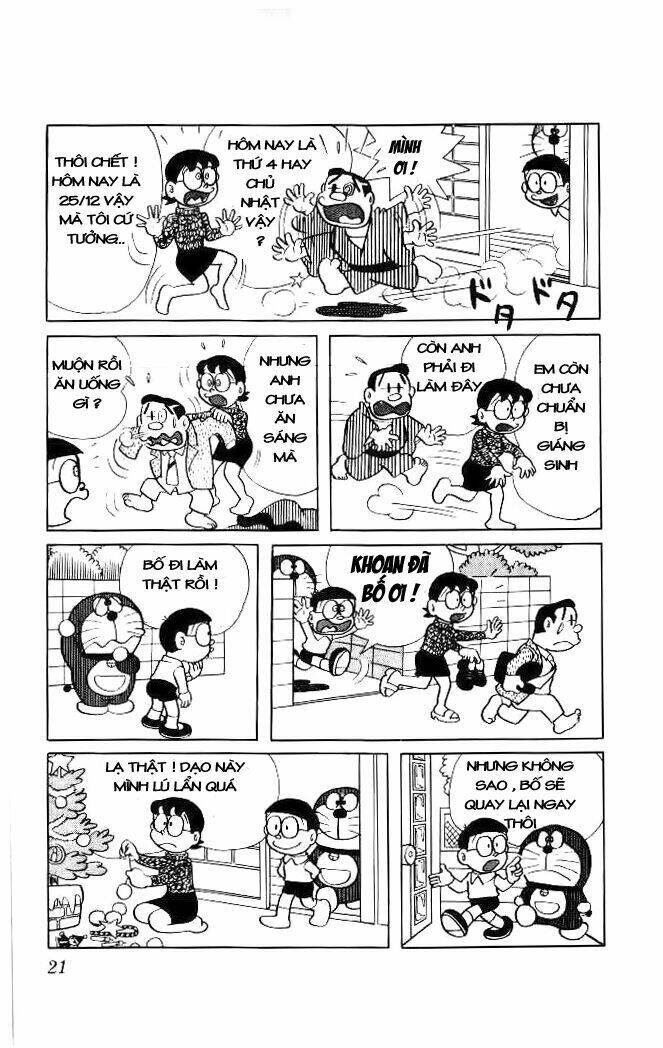 MÌNH
ƠI !
HÔM NAY LÀ
THỨ 4 HAY
CHỦ
NHẬT
VẬY
?
THÔI CHẾT !
HÔM NAY LÀ
25/12 VẬY
MÀ TÔI CỨ
TƯỞNG..
ドタ ドタ
EM CÒN
CHƯA
CHUẨN
BỊ
GIÁNG
SINH
CÒN ANH
PHẢI ĐI
LÀM ĐÂY
NHƯNG
ANH
CHƯA
ĂN
SÁNG
MÀ
MUỘN RỒI
ĂN UỐNG
GÌ ?
KHOAN ĐÃ
BỐ ƠI !
BỐ ĐI LÀM
THẬT RỒI !
NHƯNG KHÔNG
SAO , BỐ SẼ
QUAY LẠI NGAY
THÔI
LẠ THẬT ! DẠO NÀY
MÌNH LÚ LẨN QUÁ
21